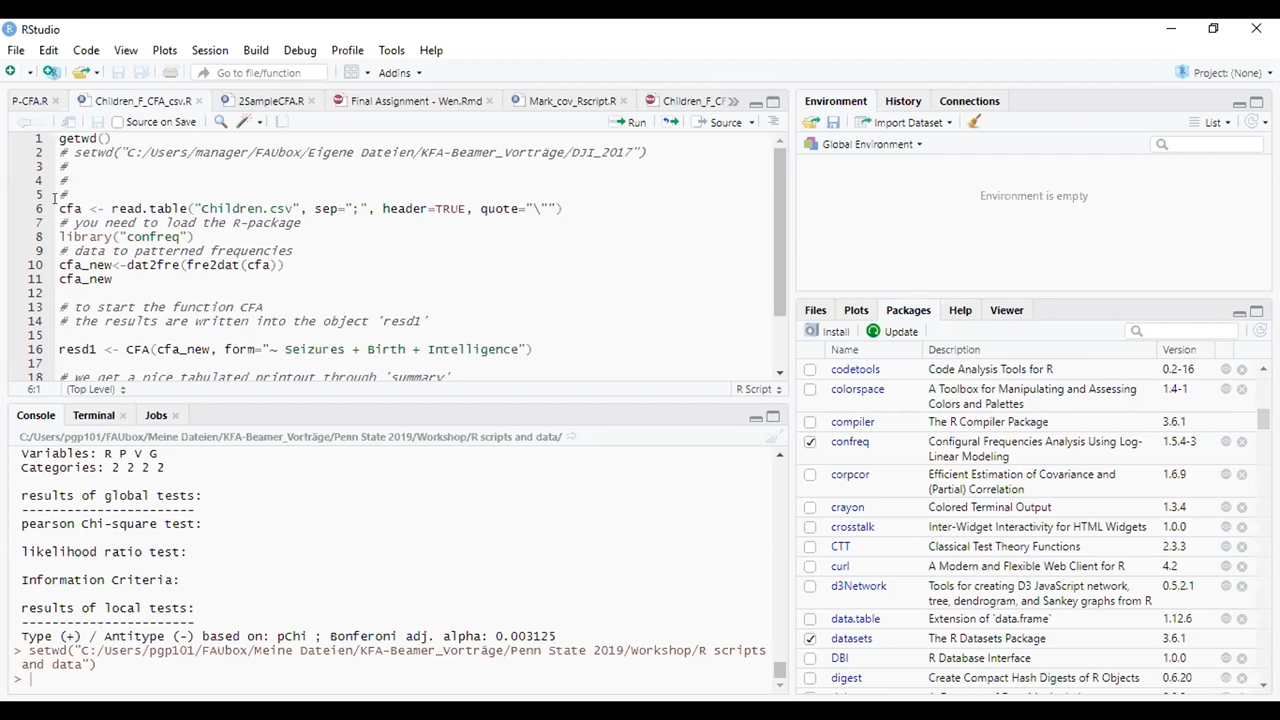 RStudio
File Edit View Plots Session Build Debug Profile Tools Help
Go to file/function Addins Project: (None)
P-CFA.R Children_F_CFA_csv.R 2SampleCFA.R Final Assignment - Wen.Rmd Mark_cov_Rscript.R Children_F_CF
Source on Save Run Source
1 getwd()
2 # setwd("C:/Users/manager/FAUbox/Eigene Dateien/KFA-Beamer_Vorträge/DJI_2017")
3 #
4 #
5 #
6 cfa <- read.table("Children.csv", sep=";", header=TRUE, quote="\"")
7 # you need to load the R-package
8 library("confreq")
9 # data to patterned frequencies
10 cfa_new<-dat2fre(fre2dat(cfa))
11 cfa_new
12
13 # to start the function CFA
14 # the results are written into the object 'resd1'
15
16 resd1 <- CFA(cfa_new, form="~ Seizures + Birth + Intelligence")
17
18 # we get a nice tabulated printout through 'summary'
6:1 (Top Level) R Script
Console Terminal Jobs
C:/Users/pgp101/FAUbox/Meine Dateien/KFA-Beamer_Vorträge/Penn State 2019/Workshop/R scripts and data/
Variables: R P V G
Categories: 2 2 2 2
results of global tests:
-----------------------
pearson Chi-square test:
likelihood ratio test:
Information Criteria:
results of local tests:
-----------------------
Type (+) / Antitype (-) based on: pChi ; Bonferoni adj. alpha: 0.003125
> setwd("C:/Users/pgp101/FAUbox/Meine Dateien/KFA-Beamer_Vorträge/Penn State 2019/Workshop/R scripts
and data")
>
Environment History Connections
Import Dataset List
Global Environment
Environment is empty
Files Plots Packages Help Viewer
Install Update
Name Description Version
codetools Code Analysis Tools for R 0.2-16
colorspace A Toolbox for Manipulating and Assessing 1.4-1
Colors and Palettes
compiler The R Compiler Package 3.6.1
confreq Configural Frequencies Analysis Using Log- 1.5.4-3
Linear Modeling
corpcor Efficient Estimation of Covariance and 1.6.9
(Partial) Correlation
crayon Colored Terminal Output 1.3.4
crosstalk Inter-Widget Interactivity for HTML Widgets 1.0.0
CTT Classical Test Theory Functions 2.3.3
curl A Modern and Flexible Web Client for R 4.2
d3Network Tools for creating D3 JavaScript network, 0.5.2.1
tree, dendrogram, and Sankey graphs from R
data.table Extension of `data.frame` 1.12.6
datasets The R Datasets Package 3.6.1
DBI R Database Interface 1.0.0
digest Create Compact Hash Digests of R Objects 0.6.20